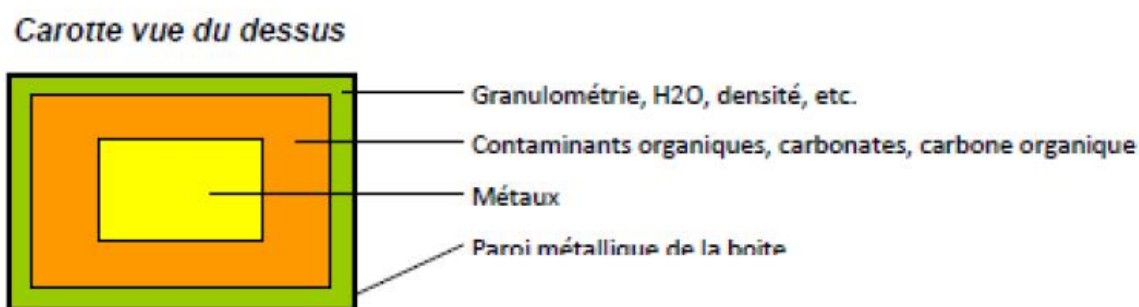 Carotte vue du dessus
Granulométrie, H2O, densité, etc.
Contaminants organiques, carbonates, carbone organique
Métaux
Paroi métallique de la boite